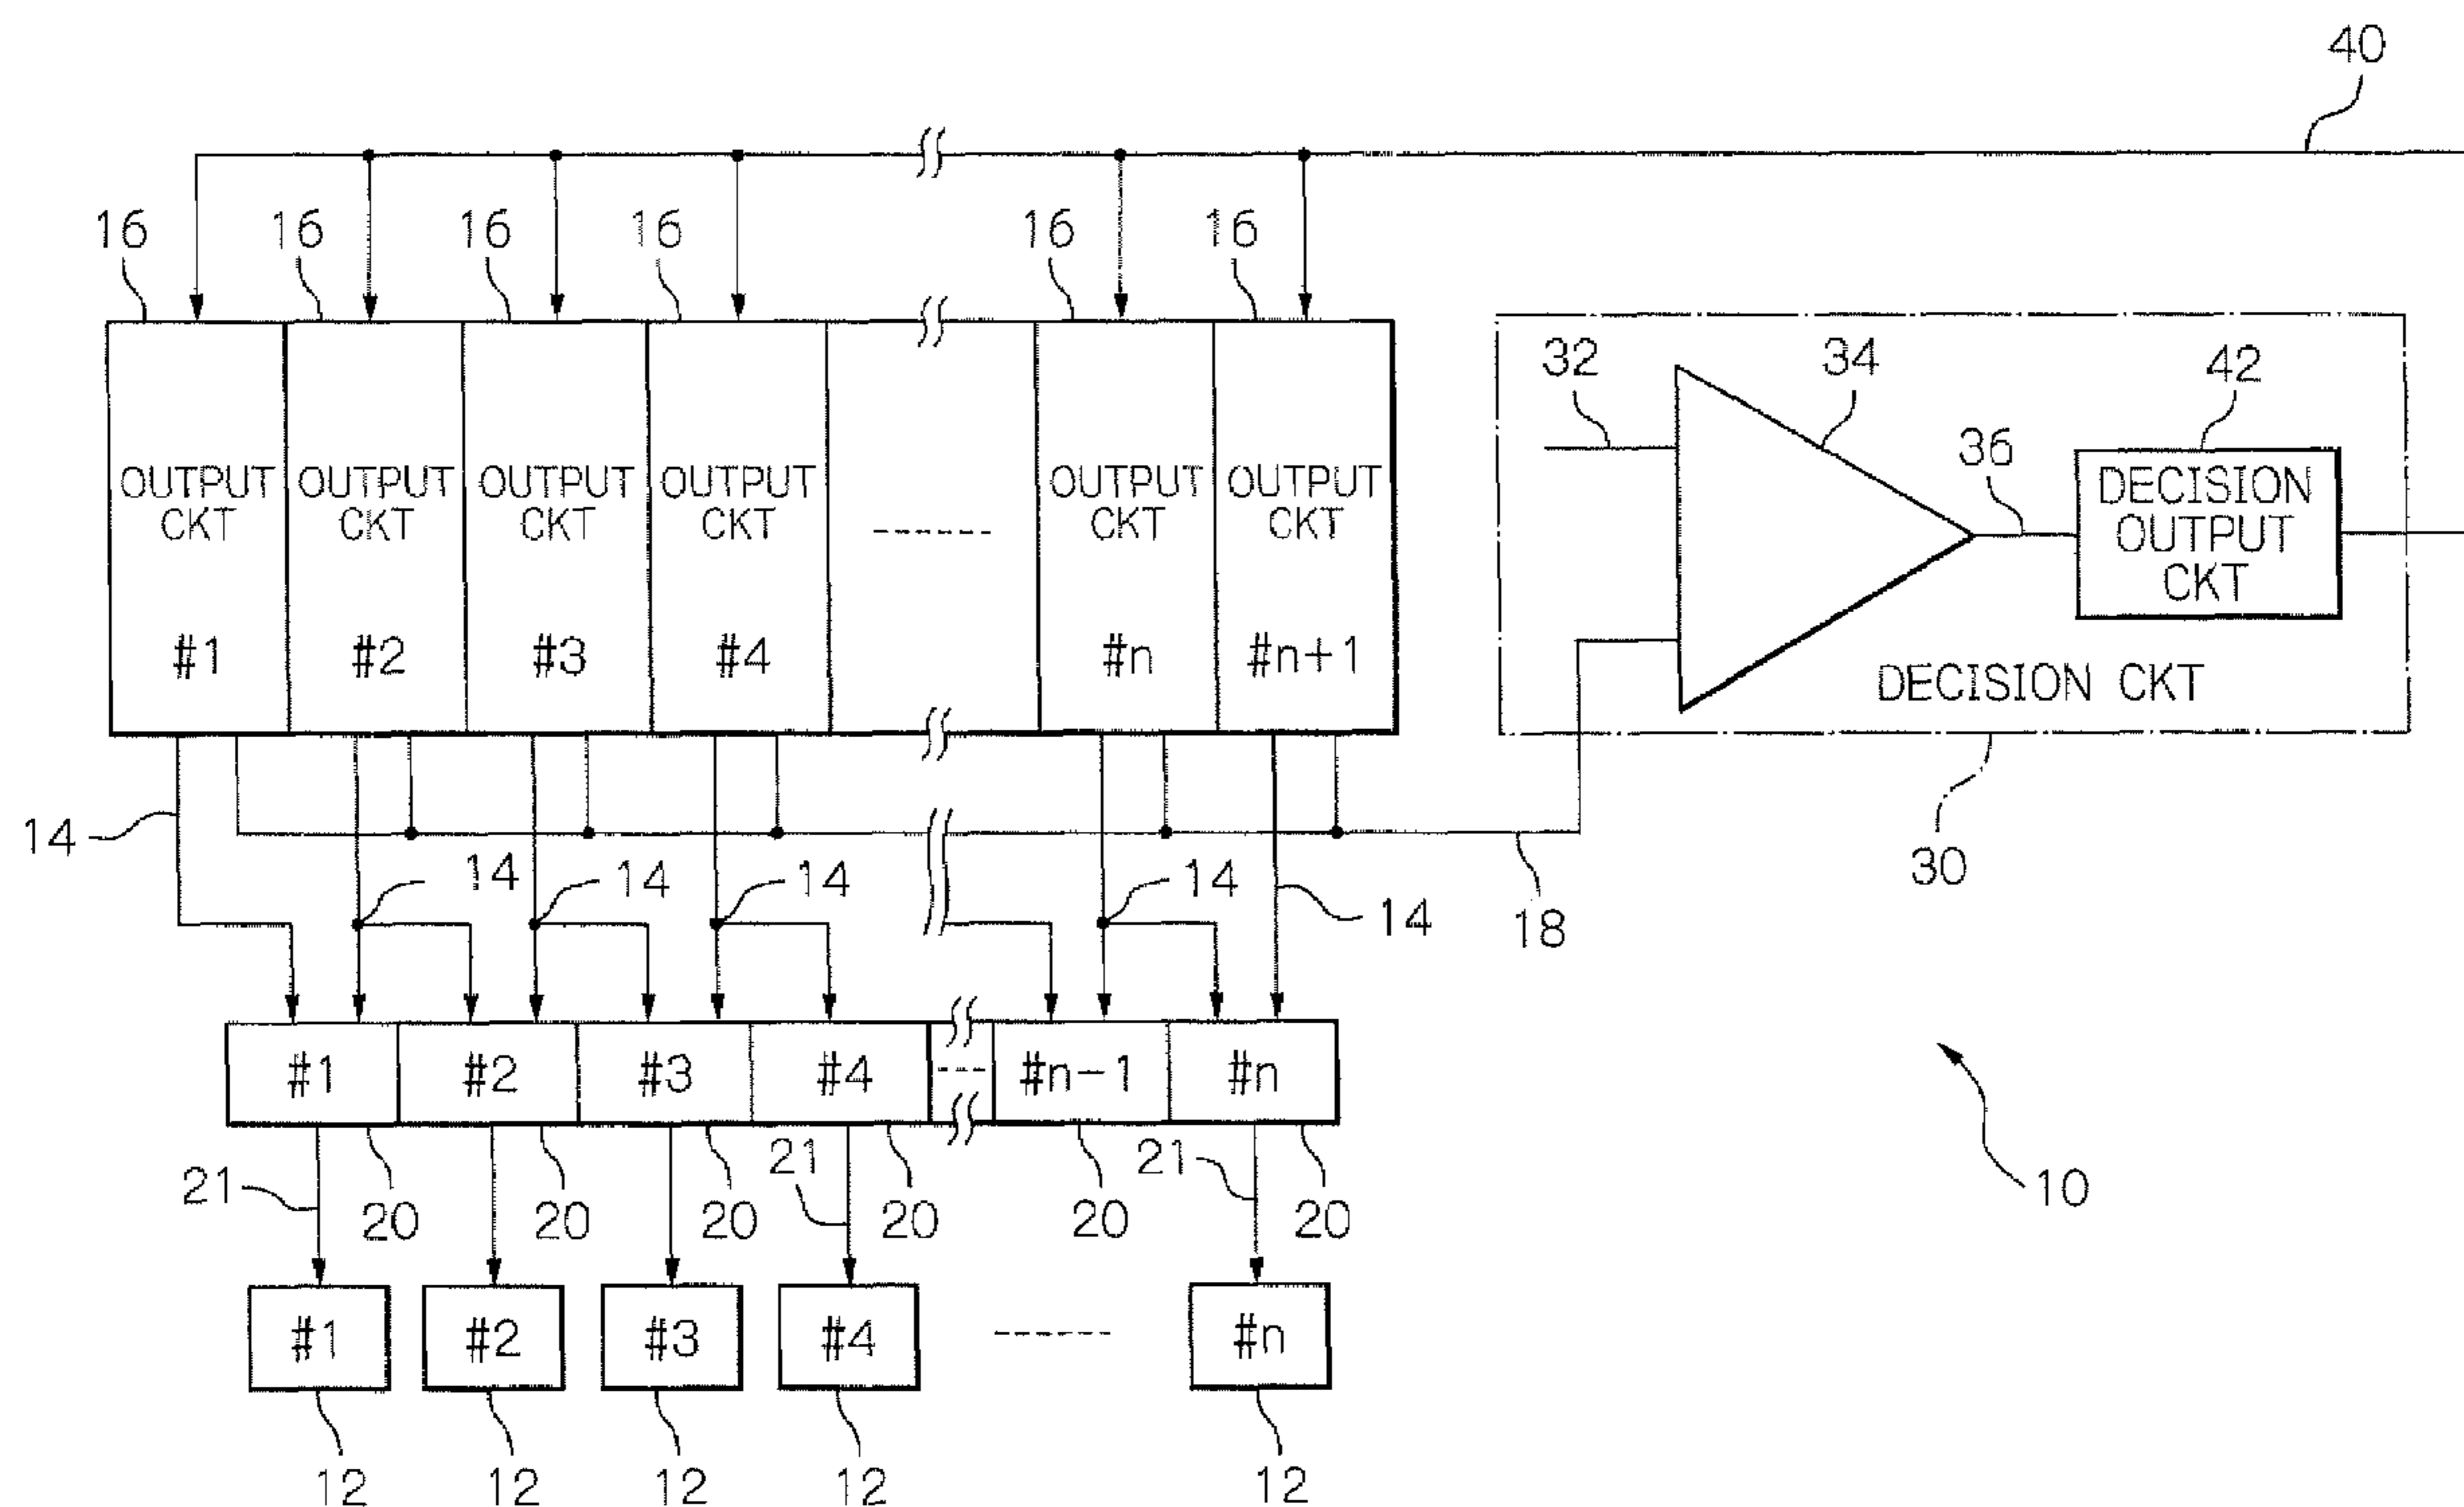 40
16 16 16 16 16 16
32 34 42
OUTPUT CKT #1
OUTPUT CKT #2
OUTPUT CKT #3
OUTPUT CKT #4
OUTPUT CKT #n
OUTPUT CKT #n+1
36
DECISION
OUTPUT
CKT
DECISION CKT
30
14
14 14 14 14 14
18
#1 #2 #3 #4 #n-1 #n
21 20 20 20 21 20 20 21 20
10
#1 #2 #3 #4 #n
12 12 12 12 12